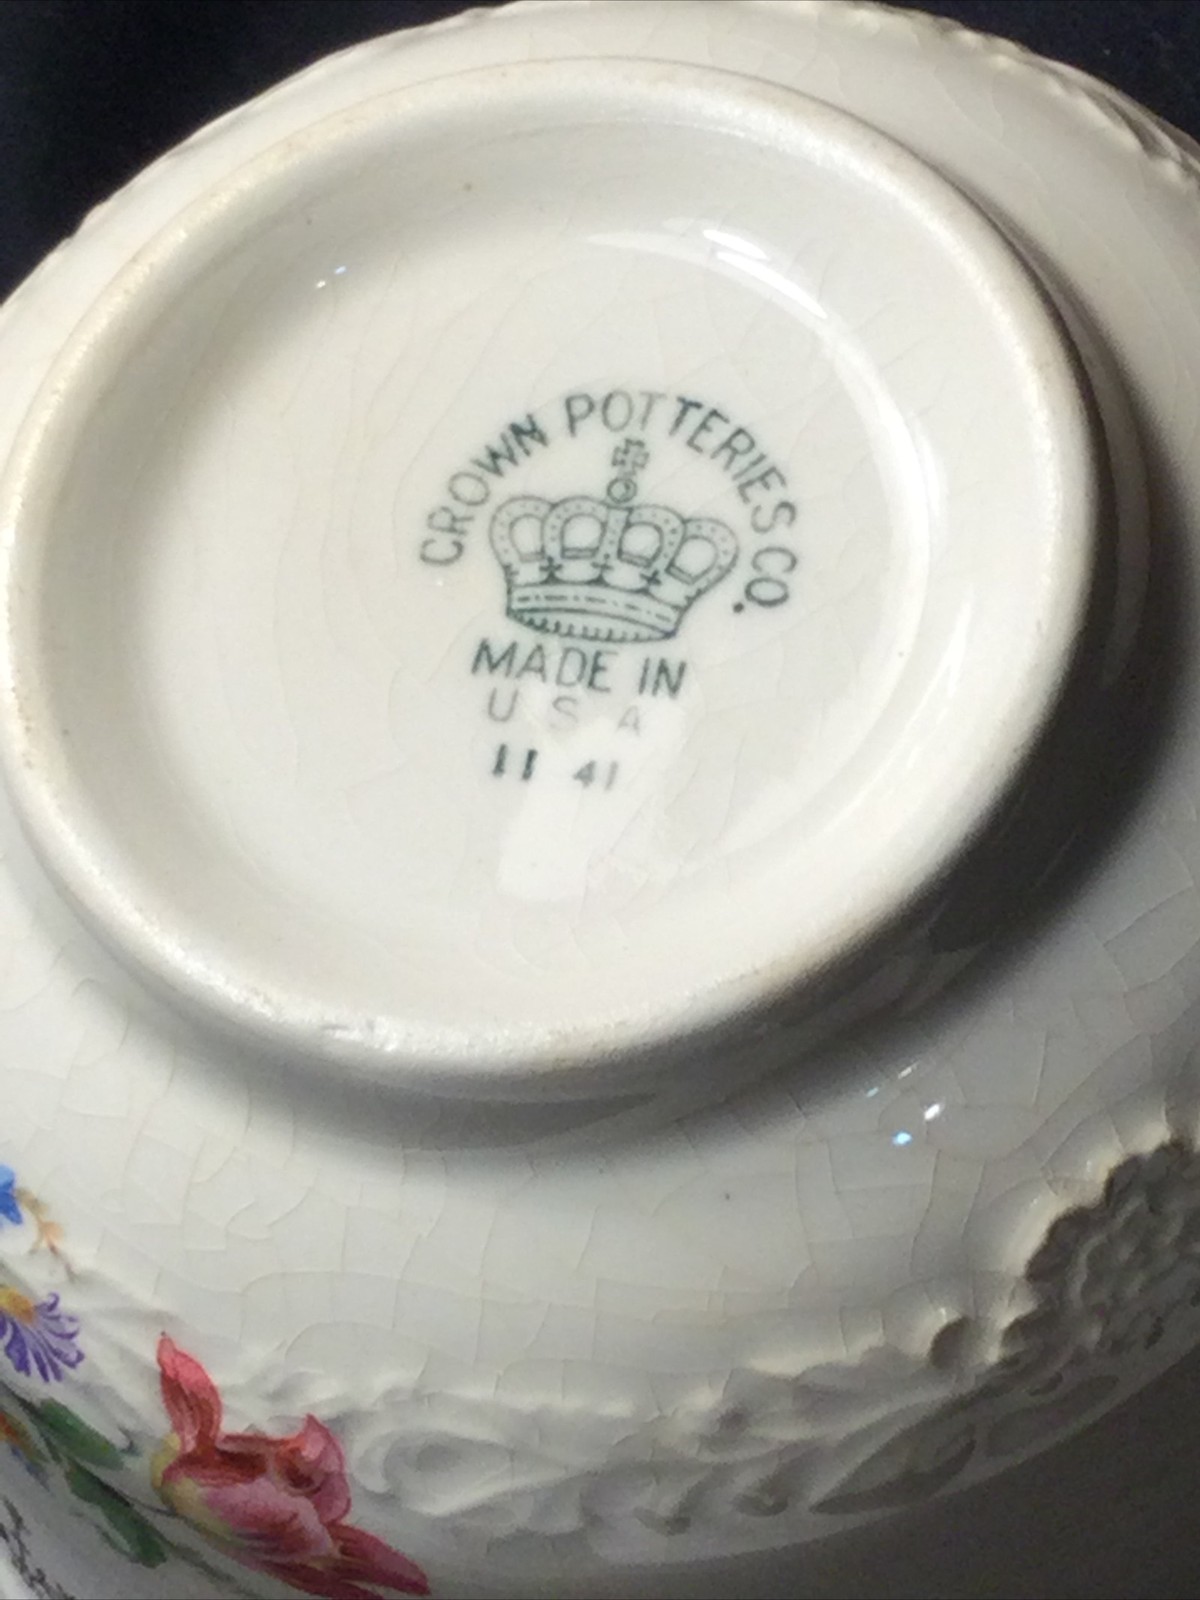 CROWN POTTERIES CO.
MADE IN
U S A
11 41